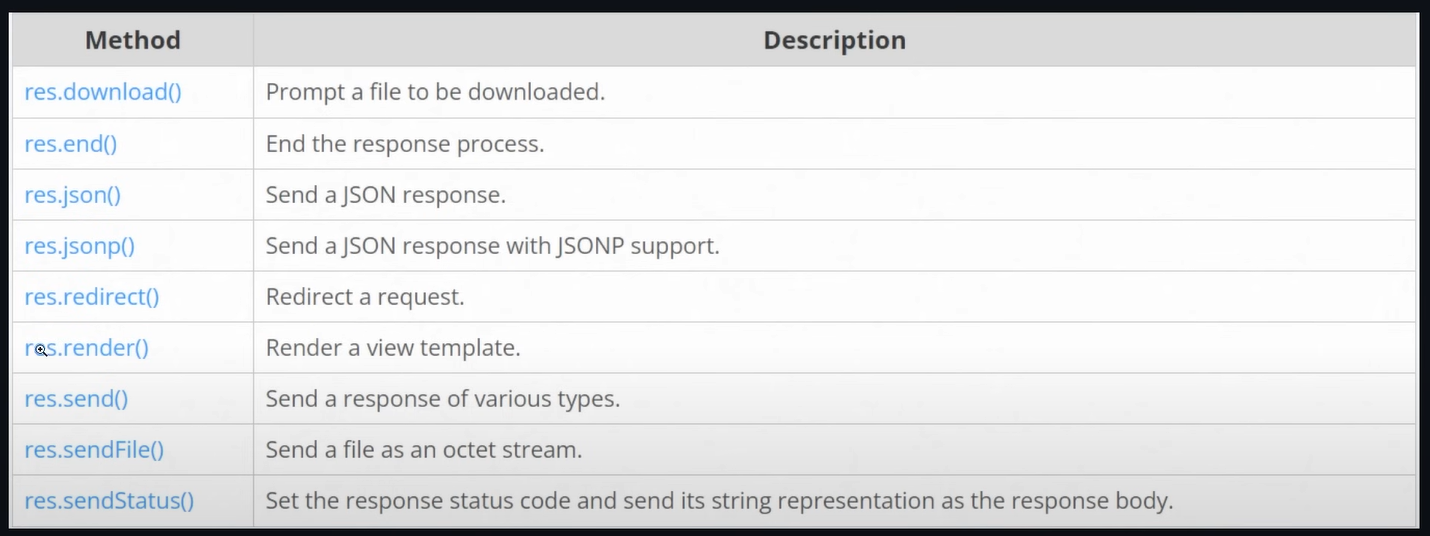 Method Description
res.download() Prompt a file to be downloaded.
res.end() End the response process.
res.json() Send a JSON response.
res.jsonp() Send a JSON response with JSONP support.
res.redirect() Redirect a request.
res.render() Render a view template.
res.send() Send a response of various types.
res.sendFile() Send a file as an octet stream.
res.sendStatus() Set the response status code and send its string representation as the response body.